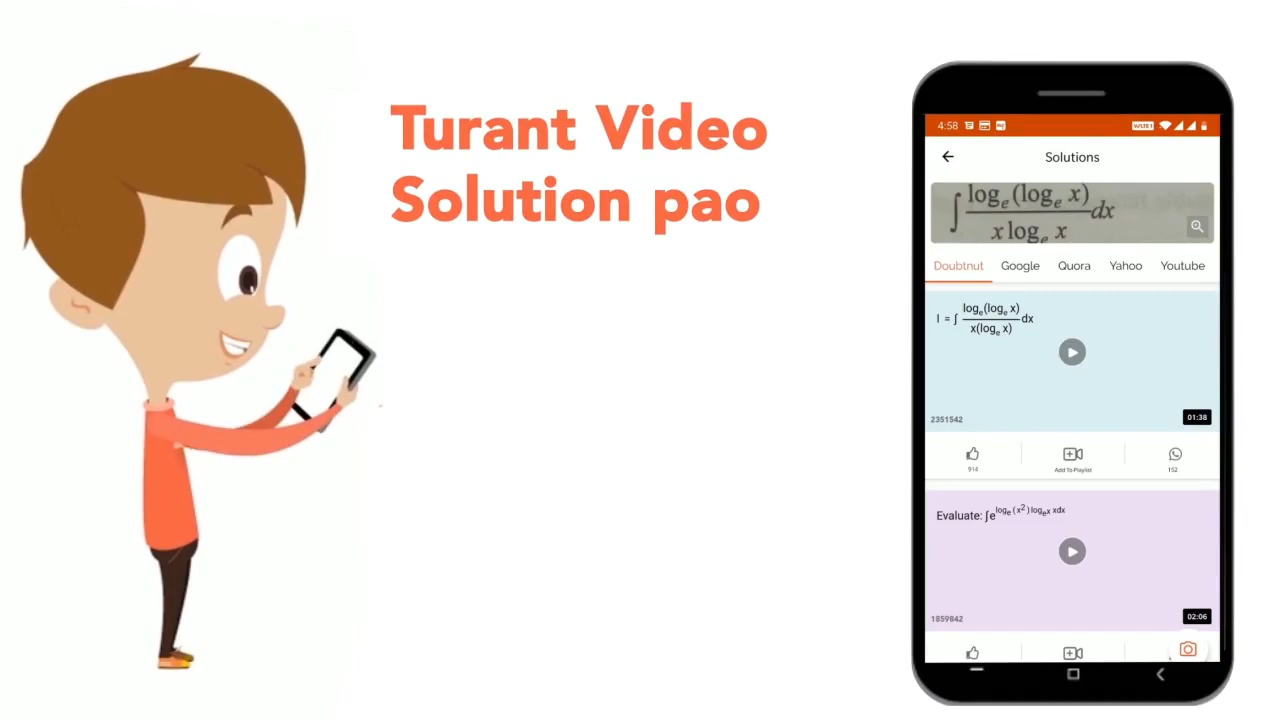 Turant Video
Solution pao
4:58
VoLTE1
Solutions
∫ logₑ(logₑ x) / x logₑ x dx
Doubtnut Google Quora Yahoo Youtube
I = ∫ logₑ(logₑ x) / x(logₑ x) dx
2351542 01:38
914 Add To Playlist 152
Evaluate: ∫e^logₑ(x²)logₑx xdx
1859842 02:06